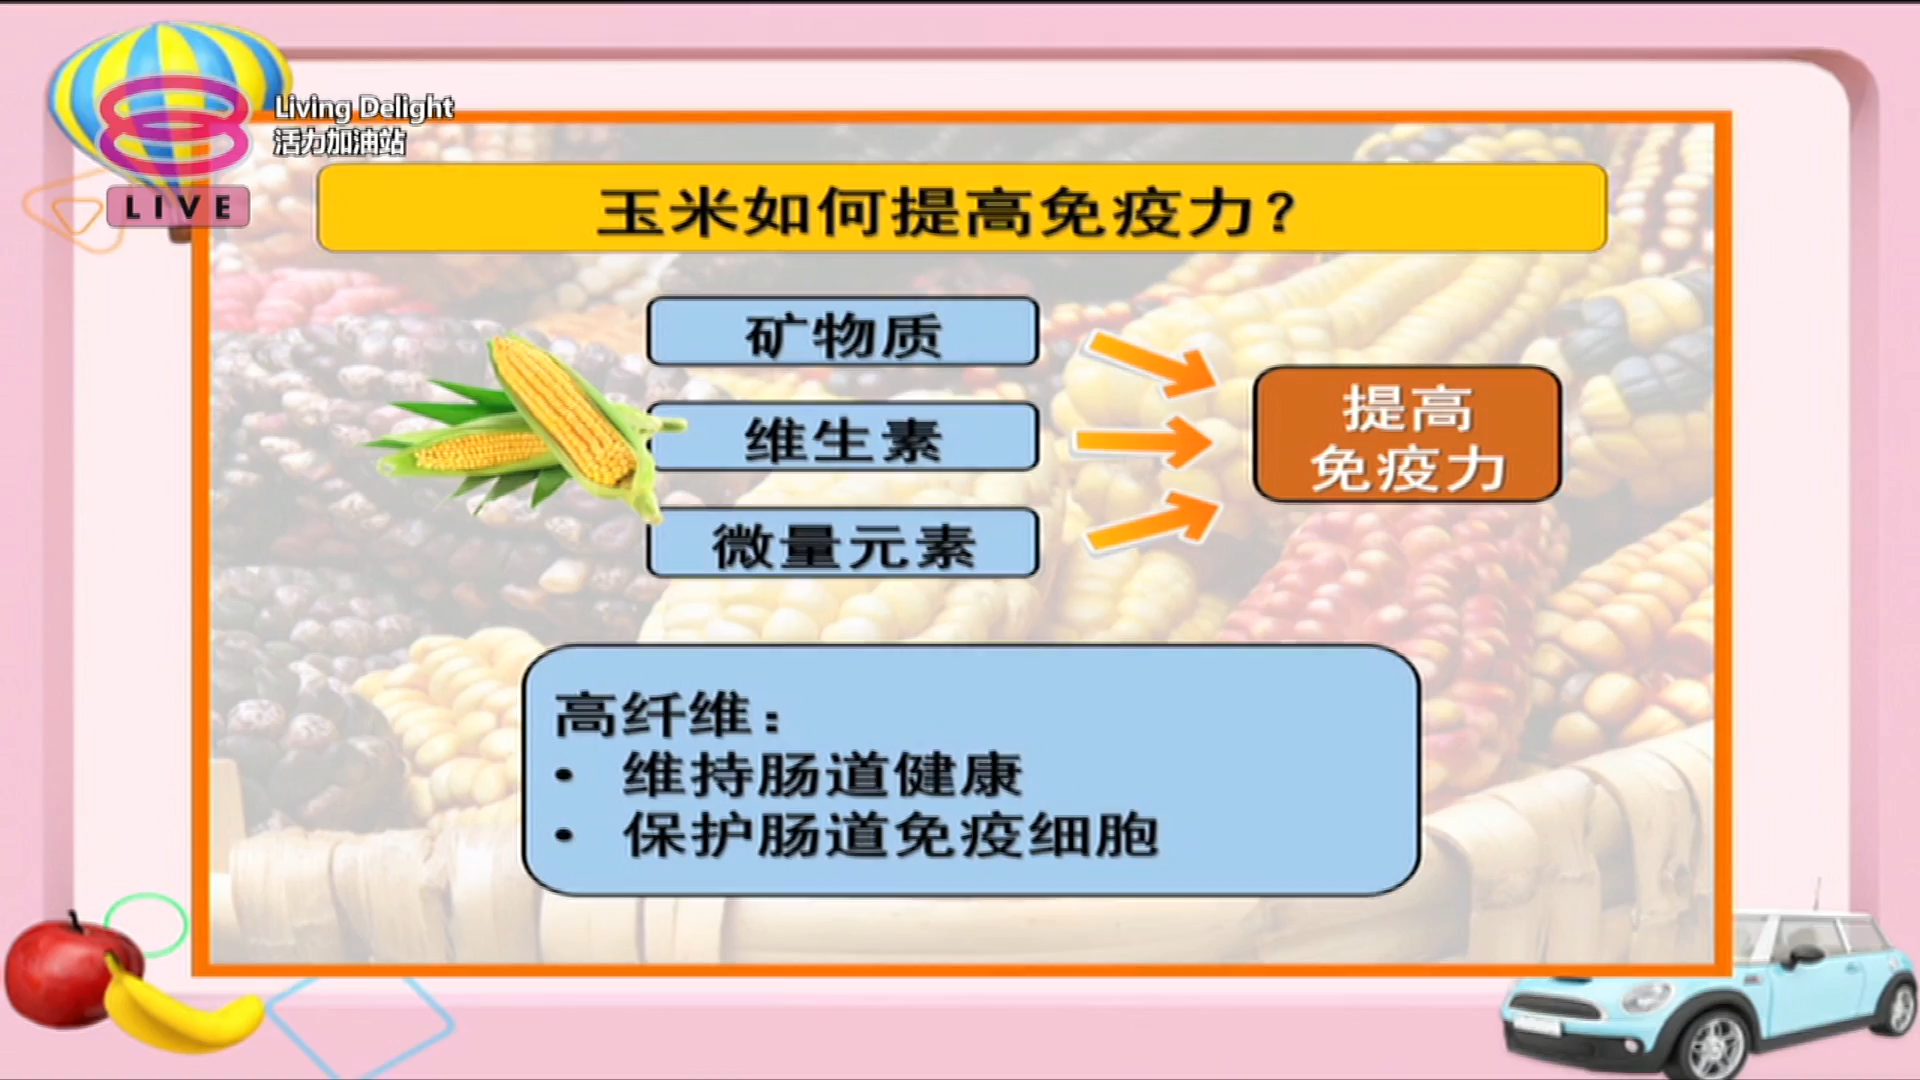 Living Delight
活力加油站
LIVE
玉米如何提高免疫力？
矿物质
维生素
微量元素
提高
免疫力
高纤维：
• 维持肠道健康
• 保护肠道免疫细胞